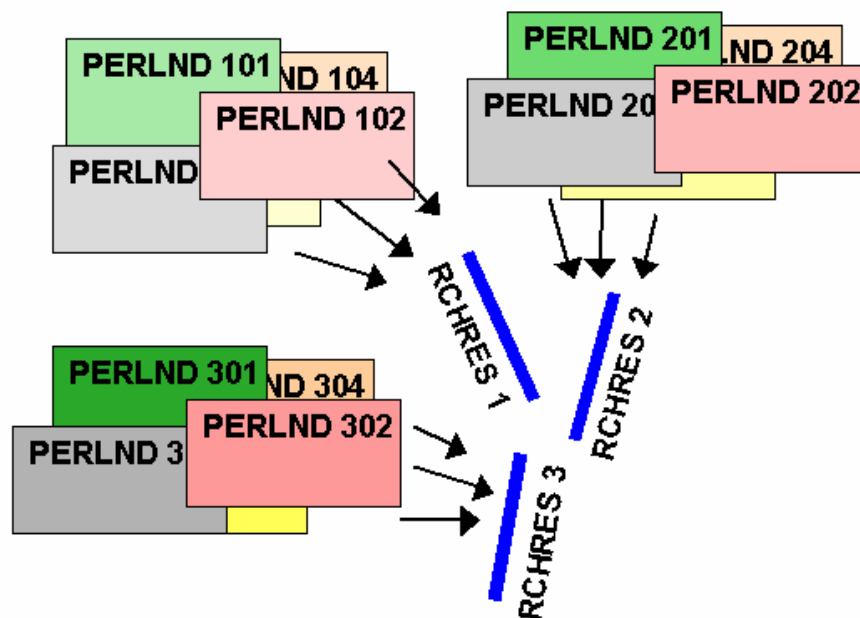 PERLND 101
ND 104
PERLND 102
PERLND
PERLND 201
LND 204
PERLND 20
PERLND 202
RCHRES 1
RCHRES 2
PERLND 301
ND 304
PERLND 302
PERLND 3
RCHRES 3